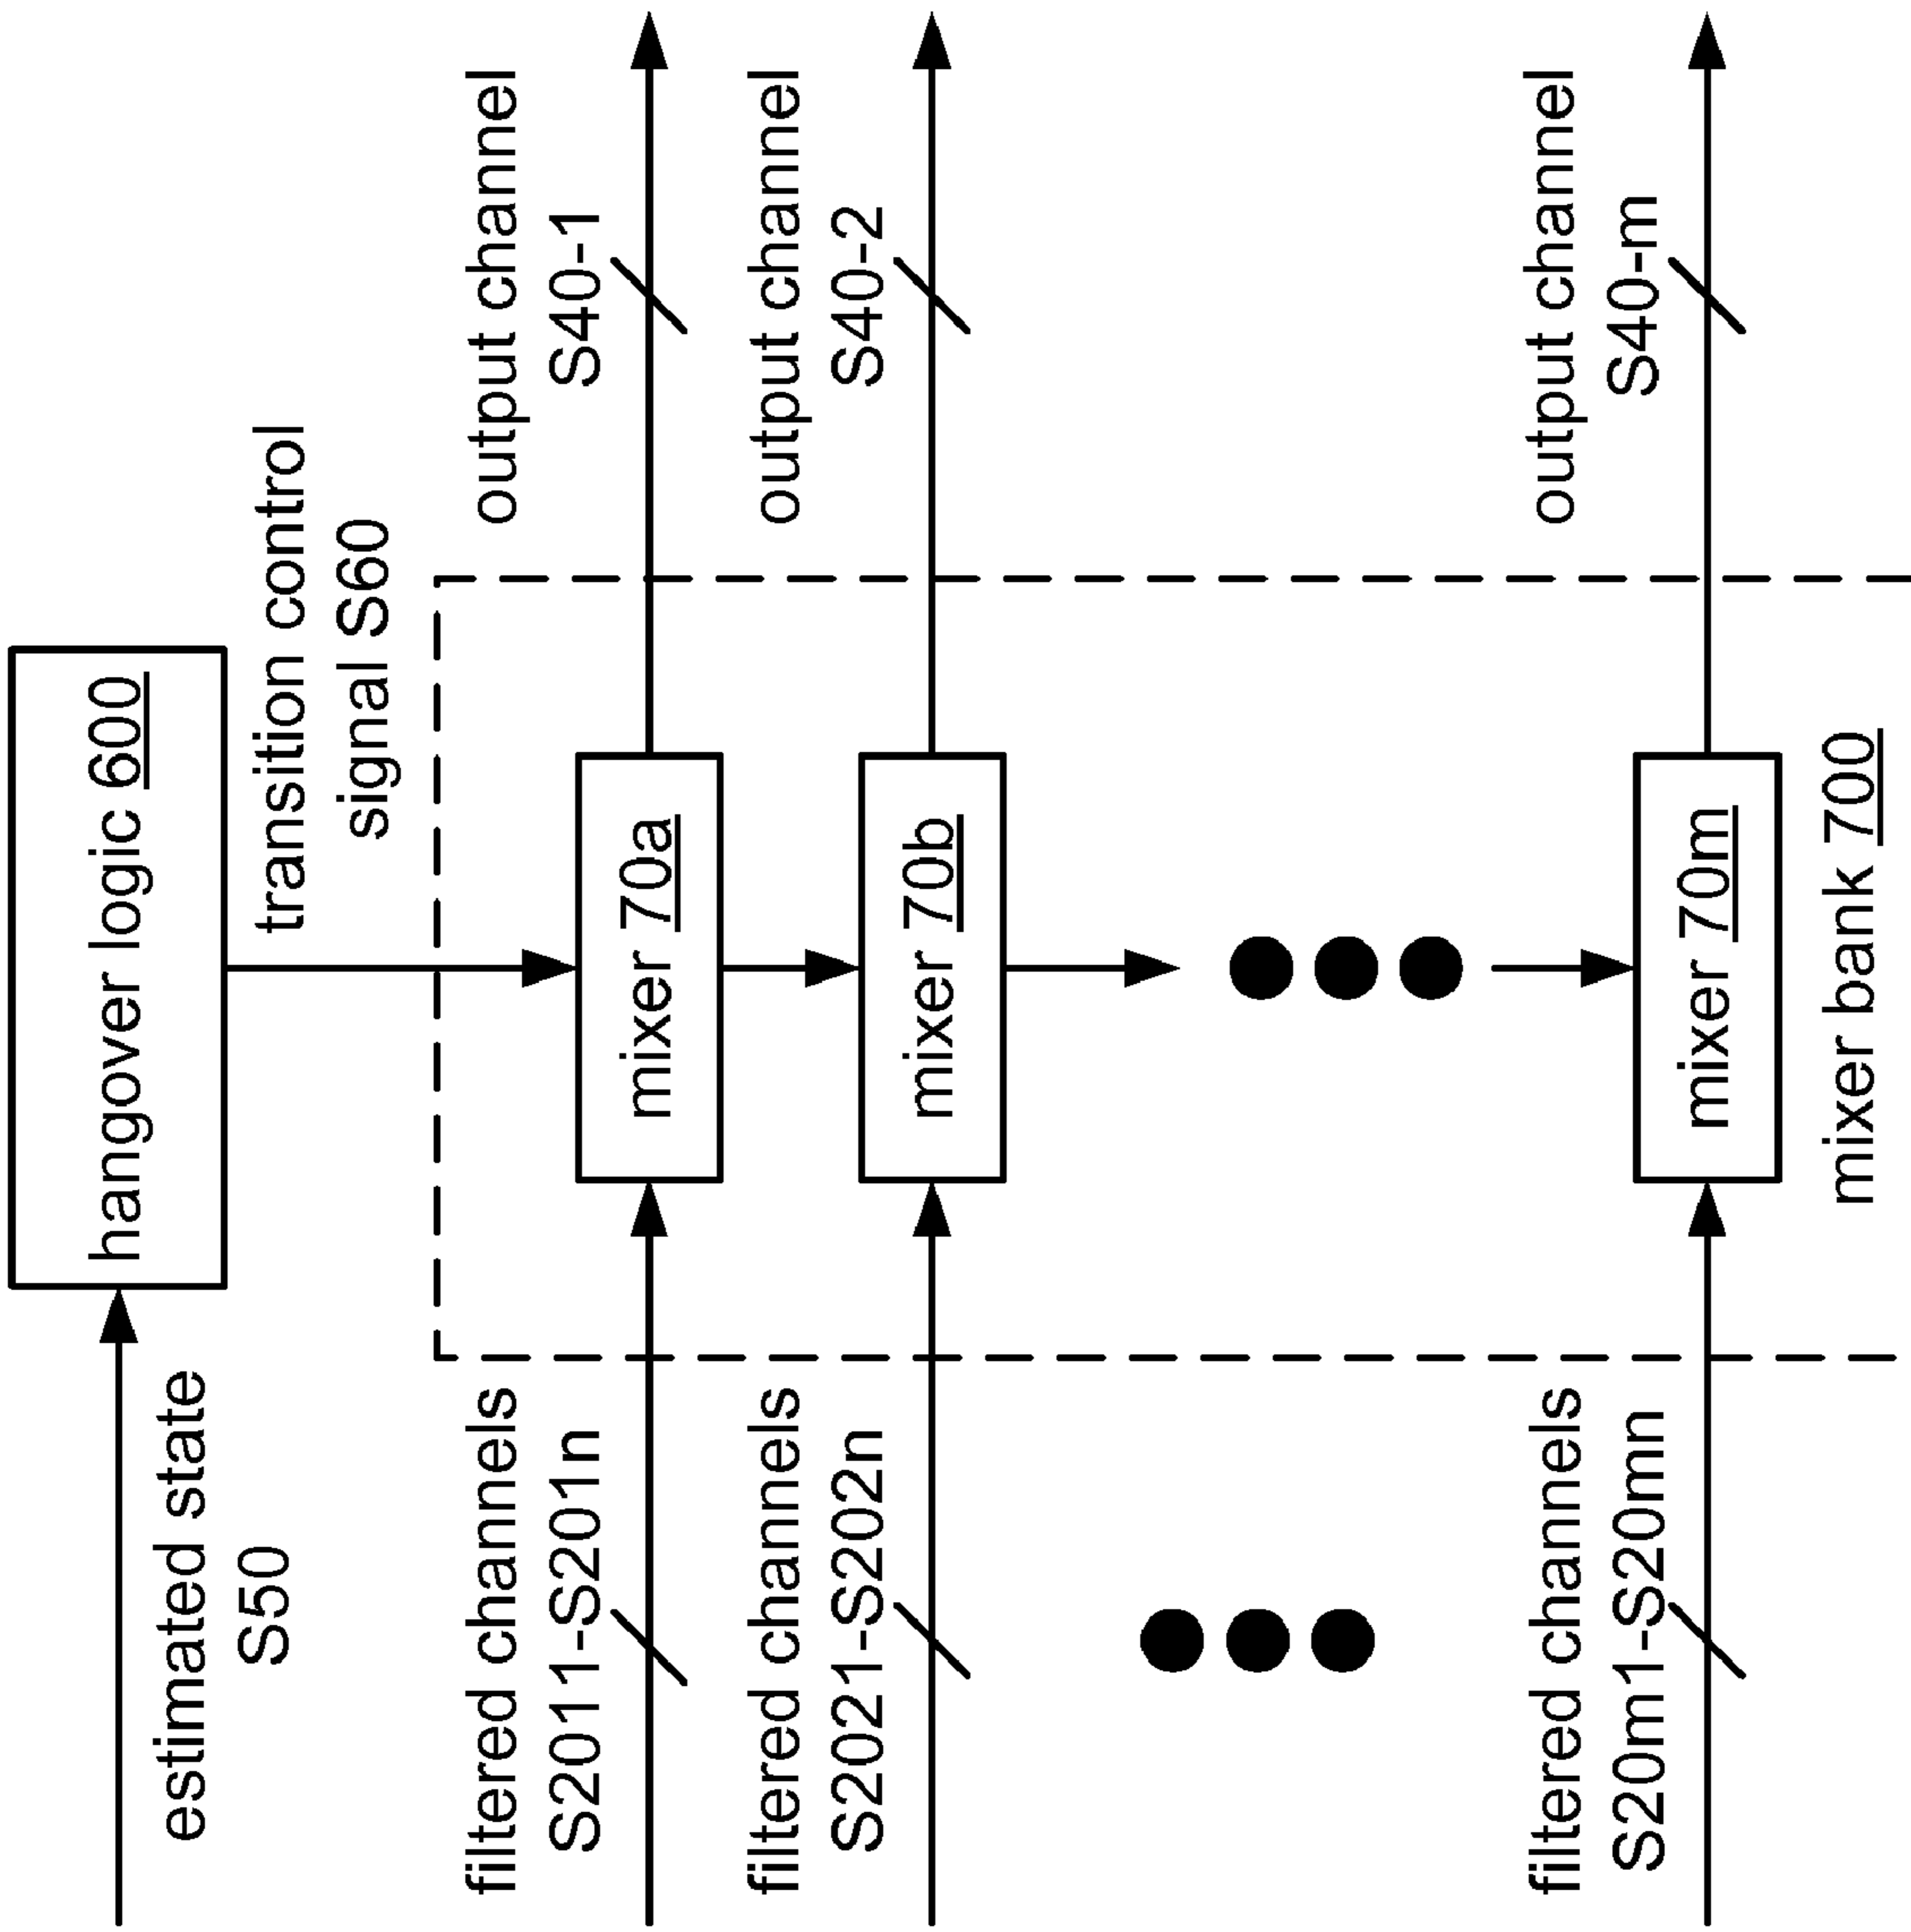 estimated state
S50
hangover logic 600
transition control
signal S60
filtered channels
S2011-S201n
mixer 70a
output channel
S40-1
filtered channels
S2021-S202n
mixer 70b
output channel
S40-2
filtered channels
S20m1-S20mn
mixer 70m
output channel
S40-m
mixer bank 700